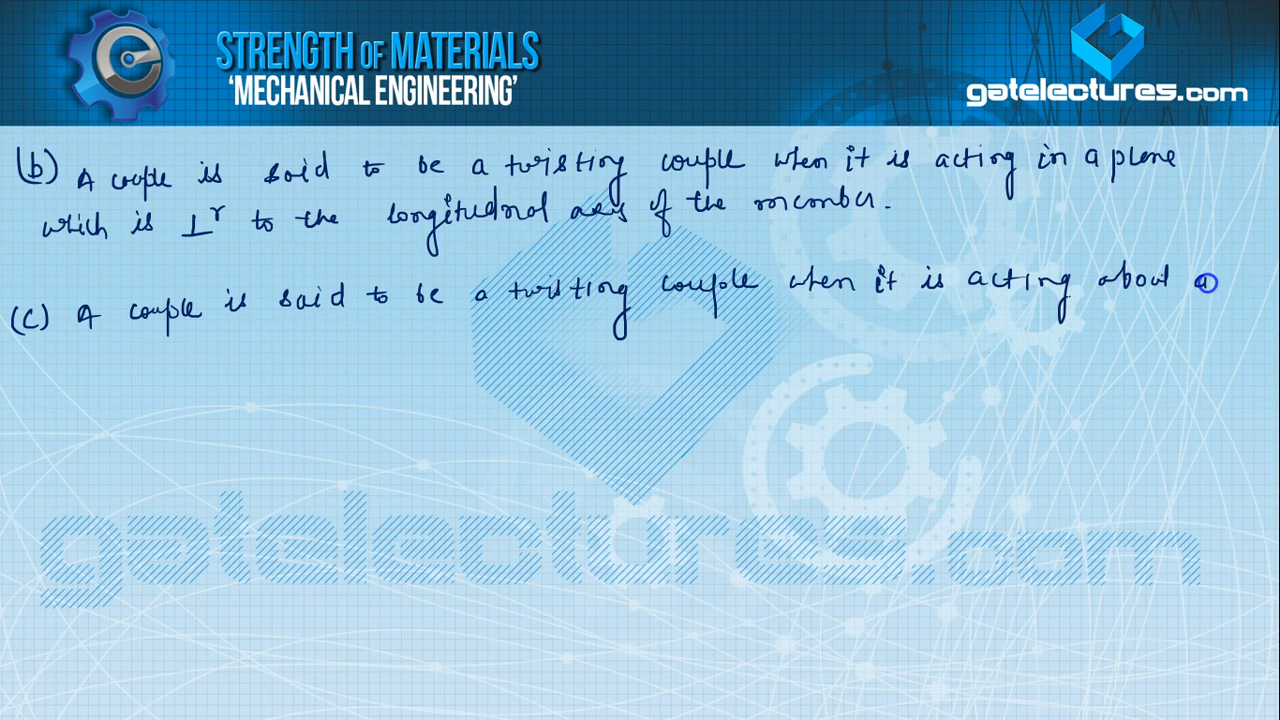 STRENGTH OF MATERIALS
'MECHANICAL ENGINEERING'
gatelectures.com
(b) A couple is said to be a twisting couple when it is acting in a plane
which is ⊥r to the longitudinal axis of the member.
(c) A couple is said to be a twisting couple when it is acting about a
gatelectures.com